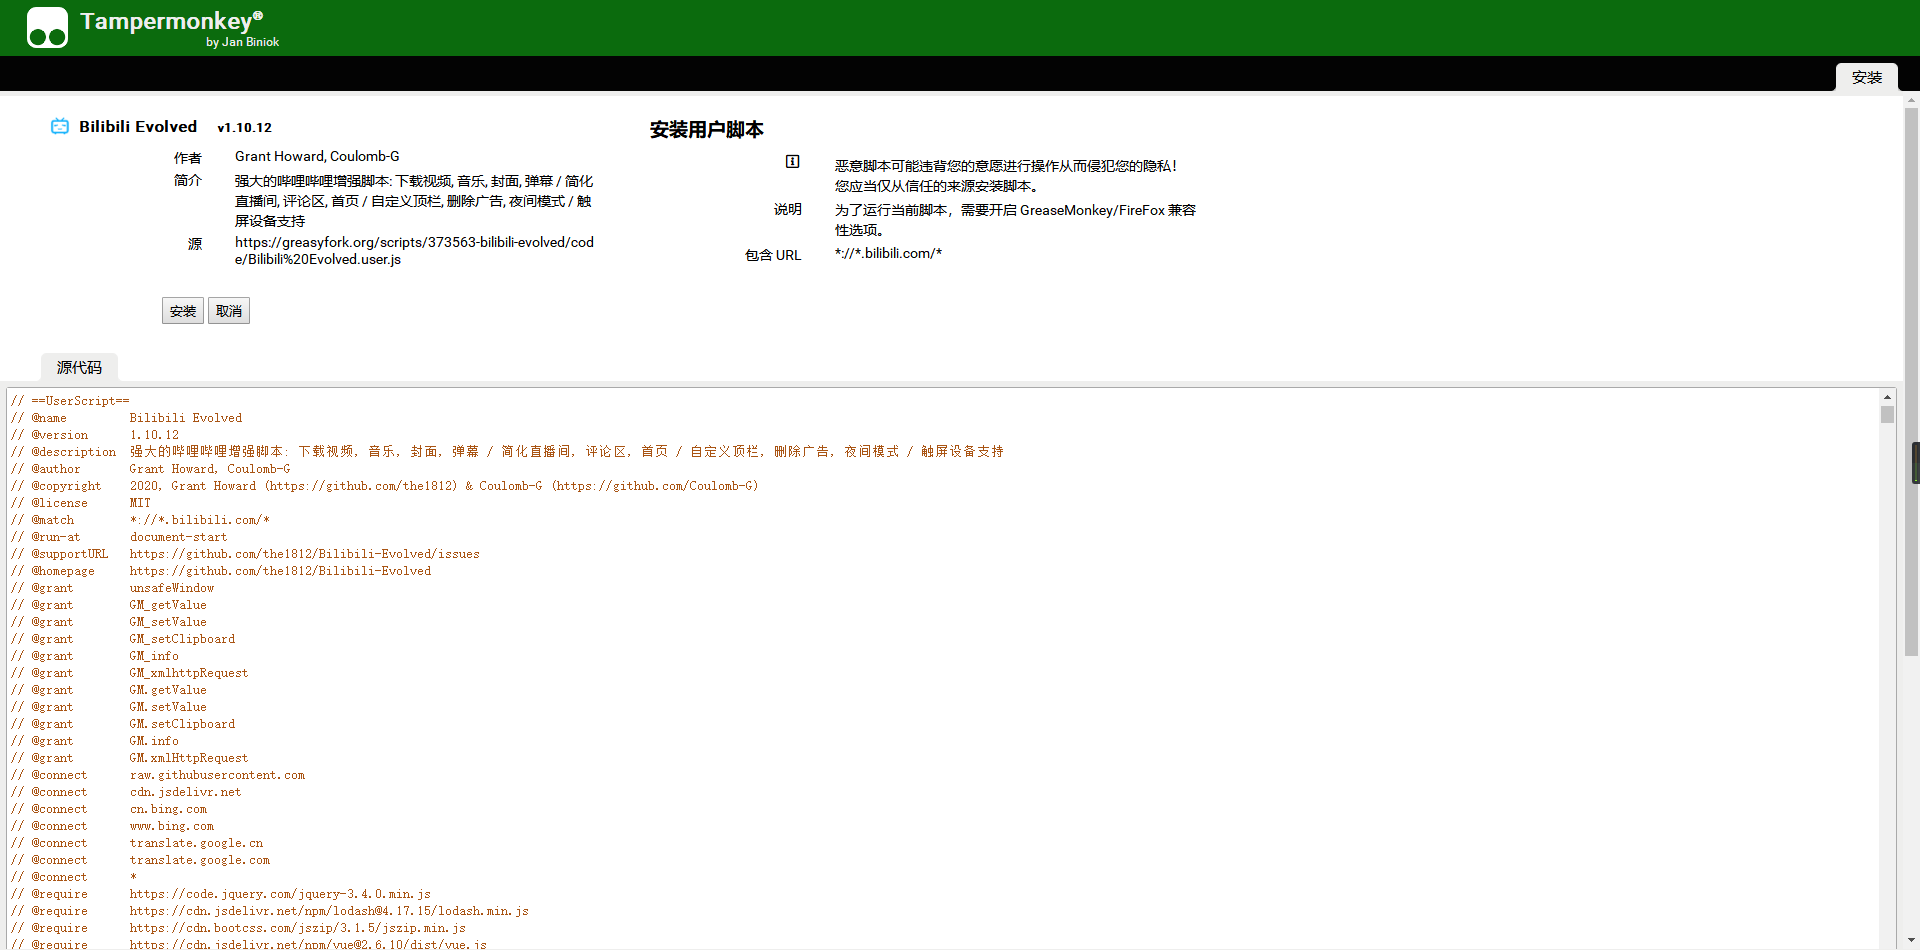 Tampermonkey®
by Jan Biniok
安装
Bilibili Evolved v1.10.12
作者 Grant Howard, Coulomb-G
简介 强大的哔哩哔哩增强脚本: 下载视频, 音乐, 封面, 弹幕 / 简化
直播间, 评论区, 首页 / 自定义顶栏, 删除广告, 夜间模式 / 触
屏设备支持
源 https://greasyfork.org/scripts/373563-bilibili-evolved/cod
e/Bilibili%20Evolved.user.js
安装用户脚本
恶意脚本可能违背您的意愿进行操作从而侵犯您的隐私!
您应当仅从信任的来源安装脚本。
说明 为了运行当前脚本，需要开启 GreaseMonkey/FireFox 兼容
性选项。
包含 URL *://*.bilibili.com/*
安装 取消
源代码
// ==UserScript==
// @name Bilibili Evolved
// @version 1.10.12
// @description 强大的哔哩哔哩增强脚本: 下载视频, 音乐, 封面, 弹幕 / 简化直播间, 评论区, 首页 / 自定义顶栏, 删除广告, 夜间模式 / 触屏设备支持
// @author Grant Howard, Coulomb-G
// @copyright 2020, Grant Howard (https://github.com/the1812) & Coulomb-G (https://github.com/Coulomb-G)
// @license MIT
// @match *://*.bilibili.com/*
// @run-at document-start
// @supportURL https://github.com/the1812/Bilibili-Evolved/issues
// @homepage https://github.com/the1812/Bilibili-Evolved
// @grant unsafeWindow
// @grant GM_getValue
// @grant GM_setValue
// @grant GM_setClipboard
// @grant GM_info
// @grant GM_xmlhttpRequest
// @grant GM.getValue
// @grant GM.setValue
// @grant GM.setClipboard
// @grant GM.info
// @grant GM.xmlHttpRequest
// @connect raw.githubusercontent.com
// @connect cdn.jsdelivr.net
// @connect cn.bing.com
// @connect www.bing.com
// @connect translate.google.cn
// @connect translate.google.com
// @connect *
// @require https://code.jquery.com/jquery-3.4.0.min.js
// @require https://cdn.jsdelivr.net/npm/lodash@4.17.15/lodash.min.js
// @require https://cdn.bootcss.com/jszip/3.1.5/jszip.min.js
// @require https://cdn.jsdelivr.net/npm/vue@2.6.10/dist/vue.js